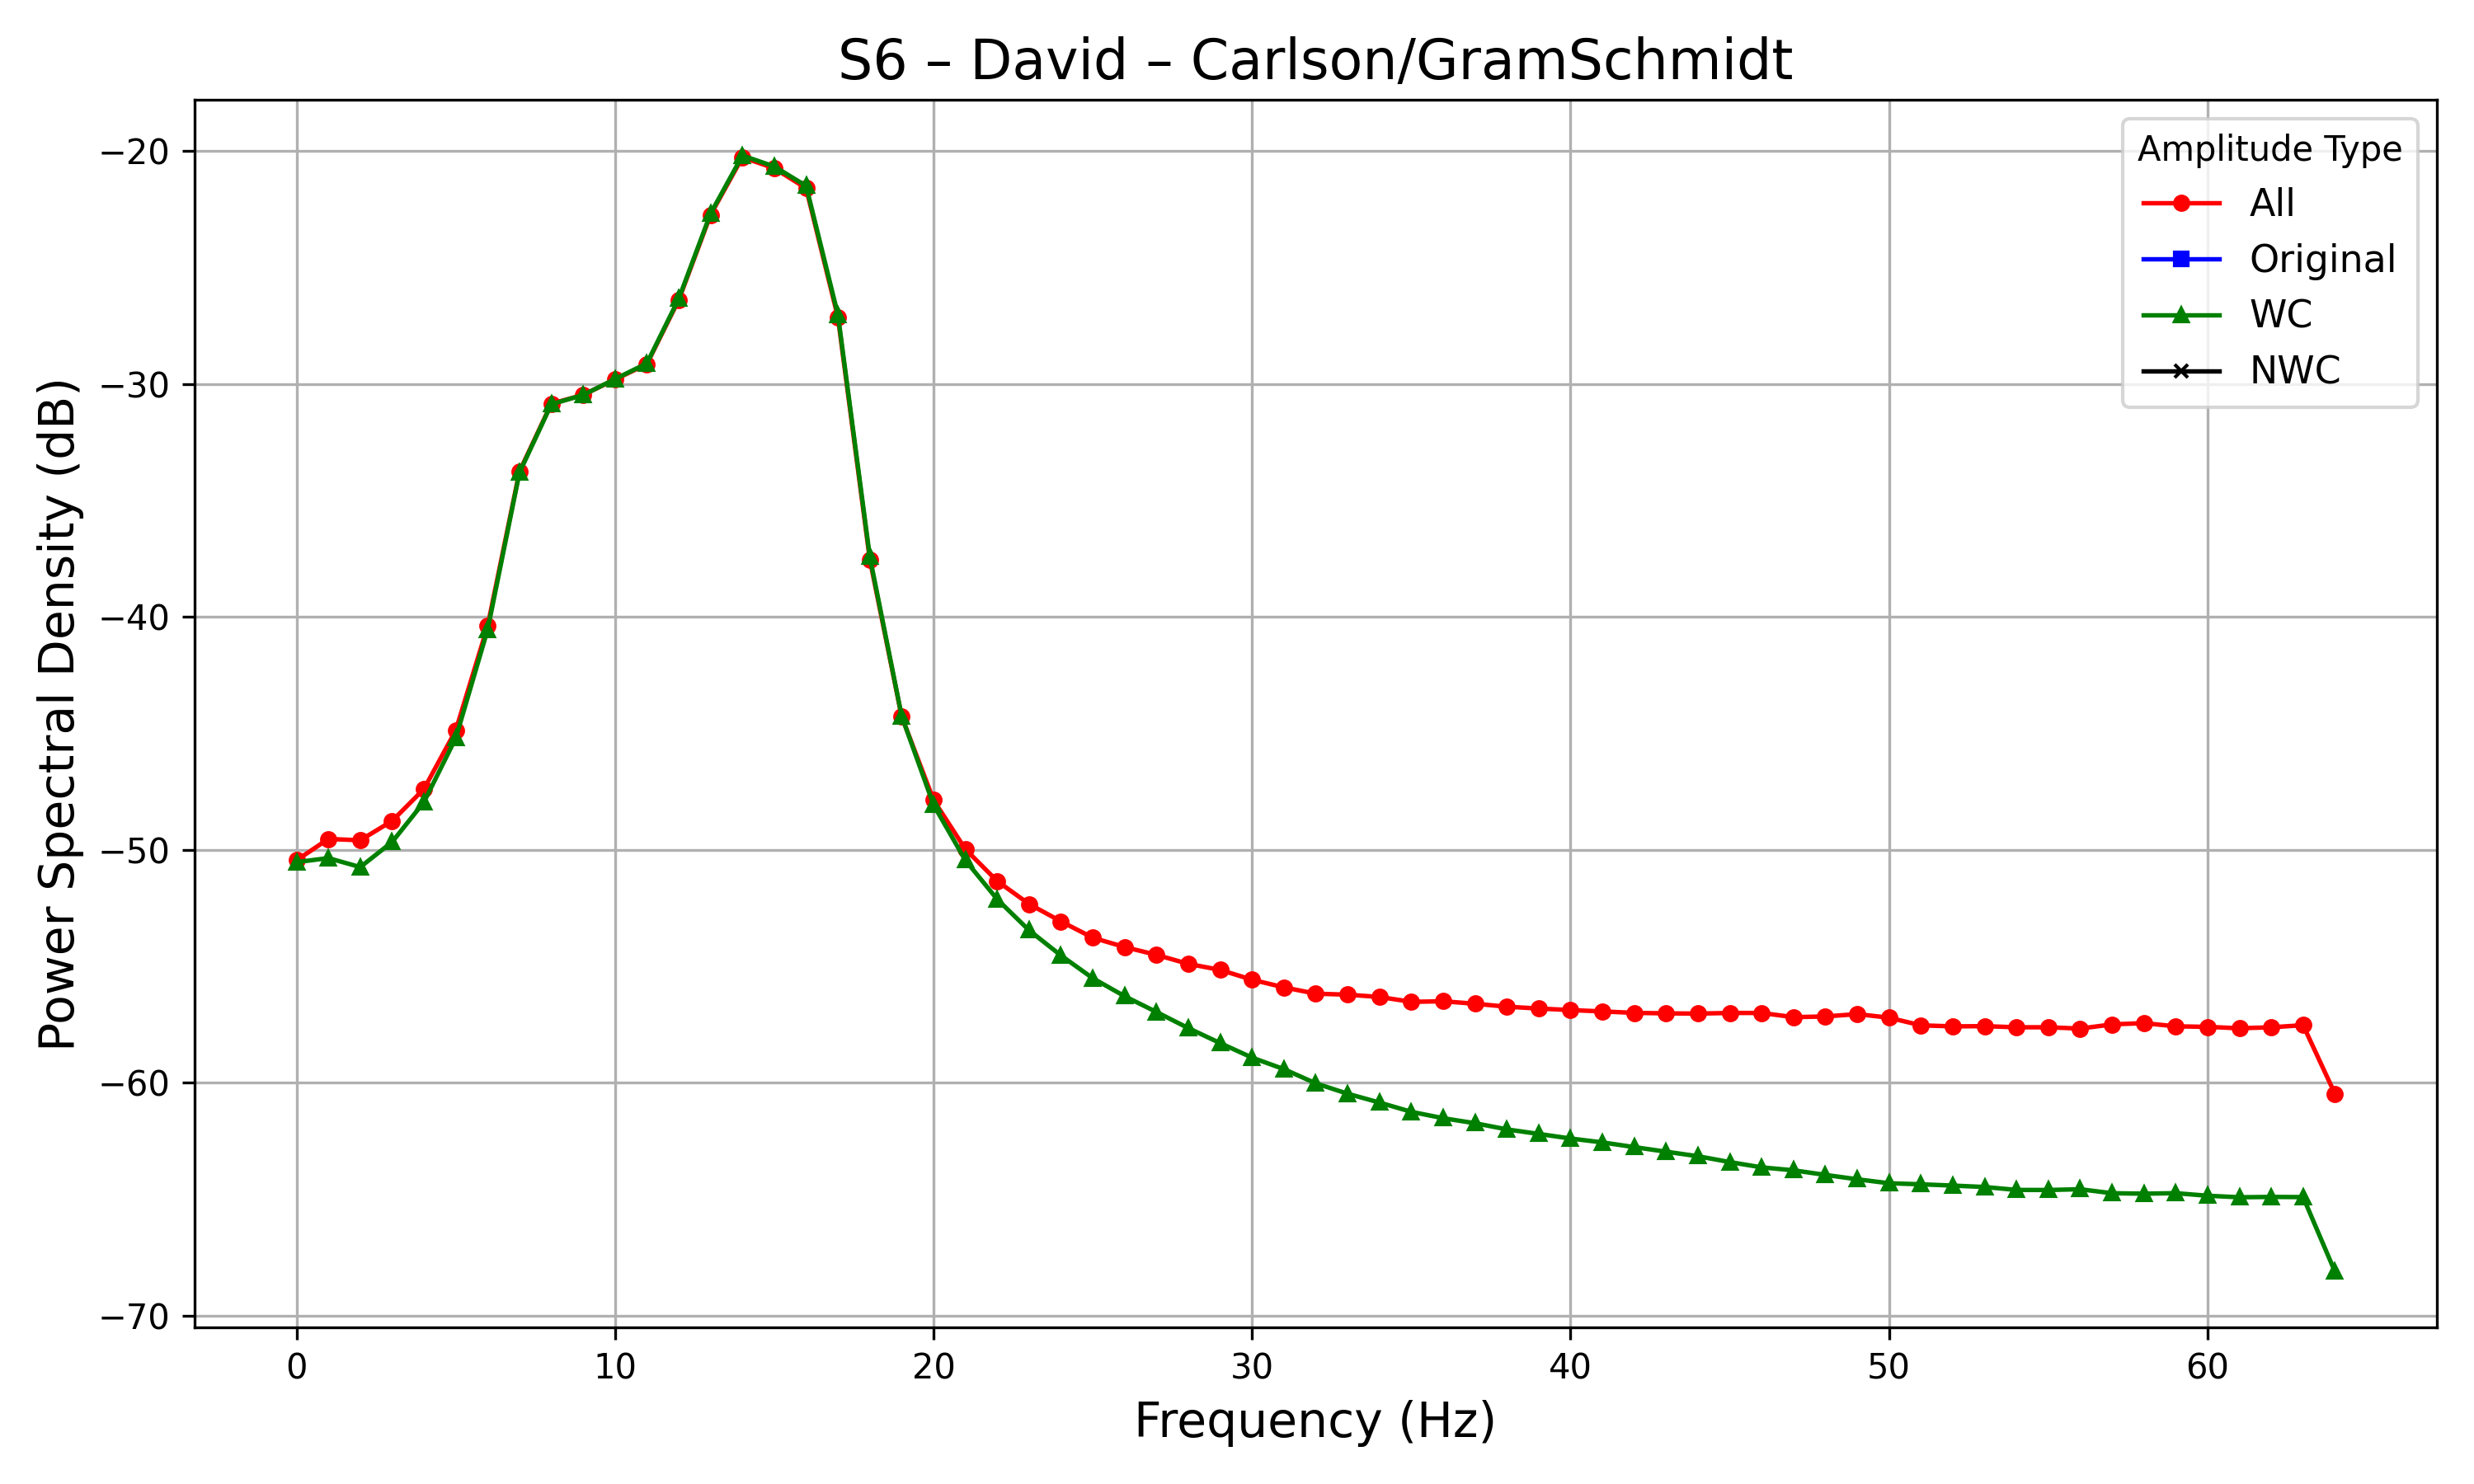 S6 – David – Carlson/GramSchmidt
Amplitude Type
All
Original
WC
NWC
Power Spectral Density (dB)
−20
−30
−40
−50
−60
−70
0 10 20 30 40 50 60
Frequency (Hz)